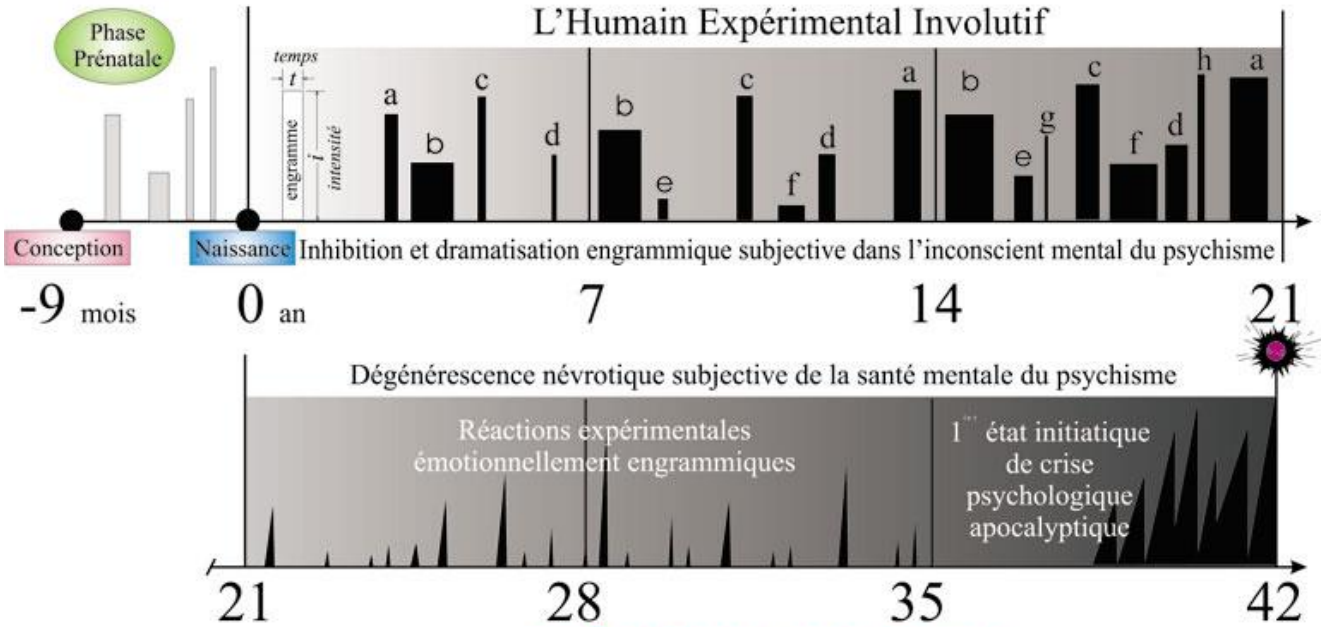 L’Humain Expérimental Involutif
Phase
Prénatale
temps
t
engramme
i
intensité
a
b
c
d
b
e
c
f
d
a
b
e
g
c
f
d
h
a
Conception
Naissance
Inhibition et dramatisation engrammique subjective dans l’inconscient mental du psychisme
-9 mois
0 an
7
14
21
Dégénérescence névrotique subjective de la santé mentale du psychisme
Réactions expérimentales
émotionnellement engrammiques
1 état initiatique
de crise
psychologique
apocalyptique
21
28
35
42